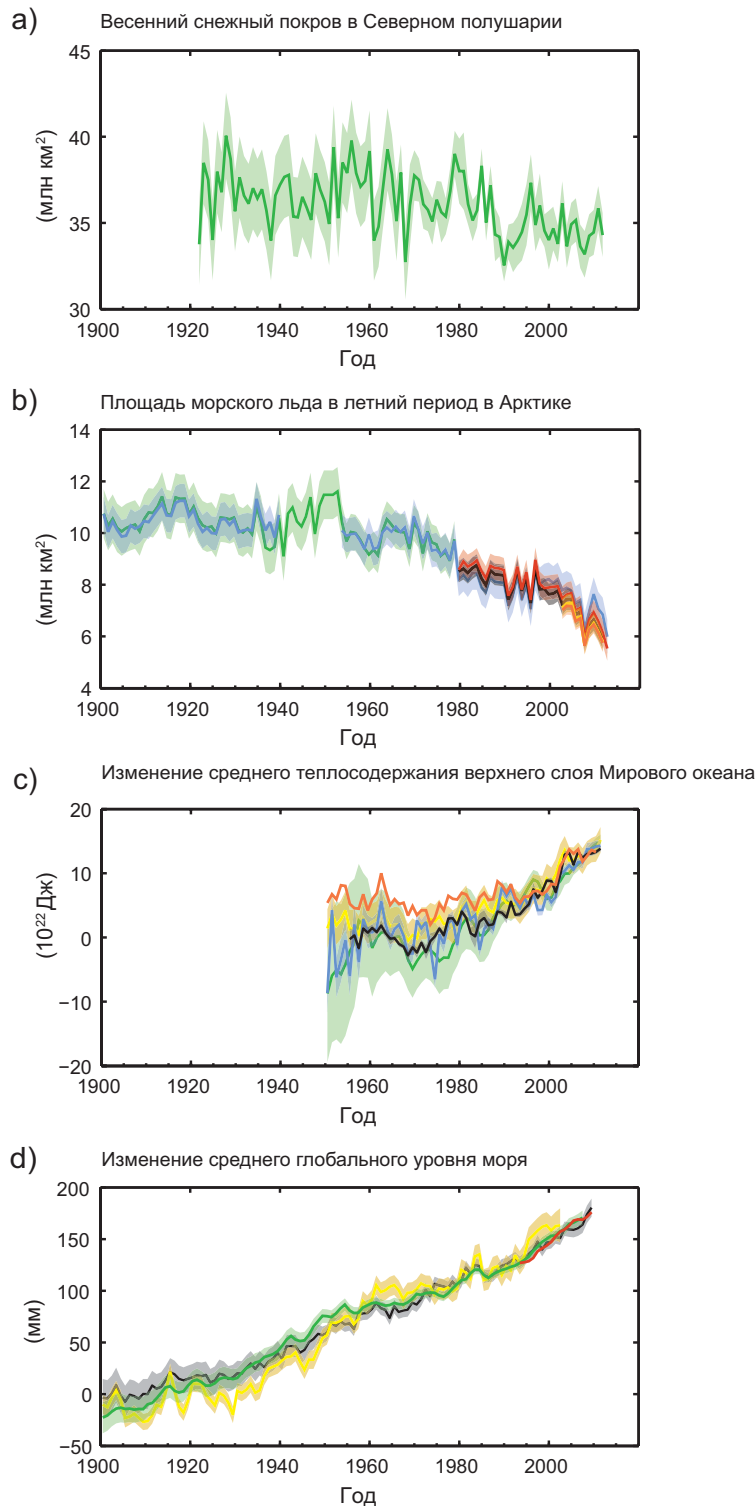 a) Весенний снежный покров в Северном полушарии
45
40
35
30
(млн км²)
1900 1920 1940 1960 1980 2000
Год
b) Площадь морского льда в летний период в Арктике
14
12
10
8
6
4
(млн км²)
1900 1920 1940 1960 1980 2000
Год
c) Изменение среднего теплосодержания верхнего слоя Мирового океана
20
10
0
−10
−20
(10²² Дж)
1900 1920 1940 1960 1980 2000
Год
d) Изменение среднего глобального уровня моря
200
150
100
50
0
−50
(мм)
1900 1920 1940 1960 1980 2000
Год